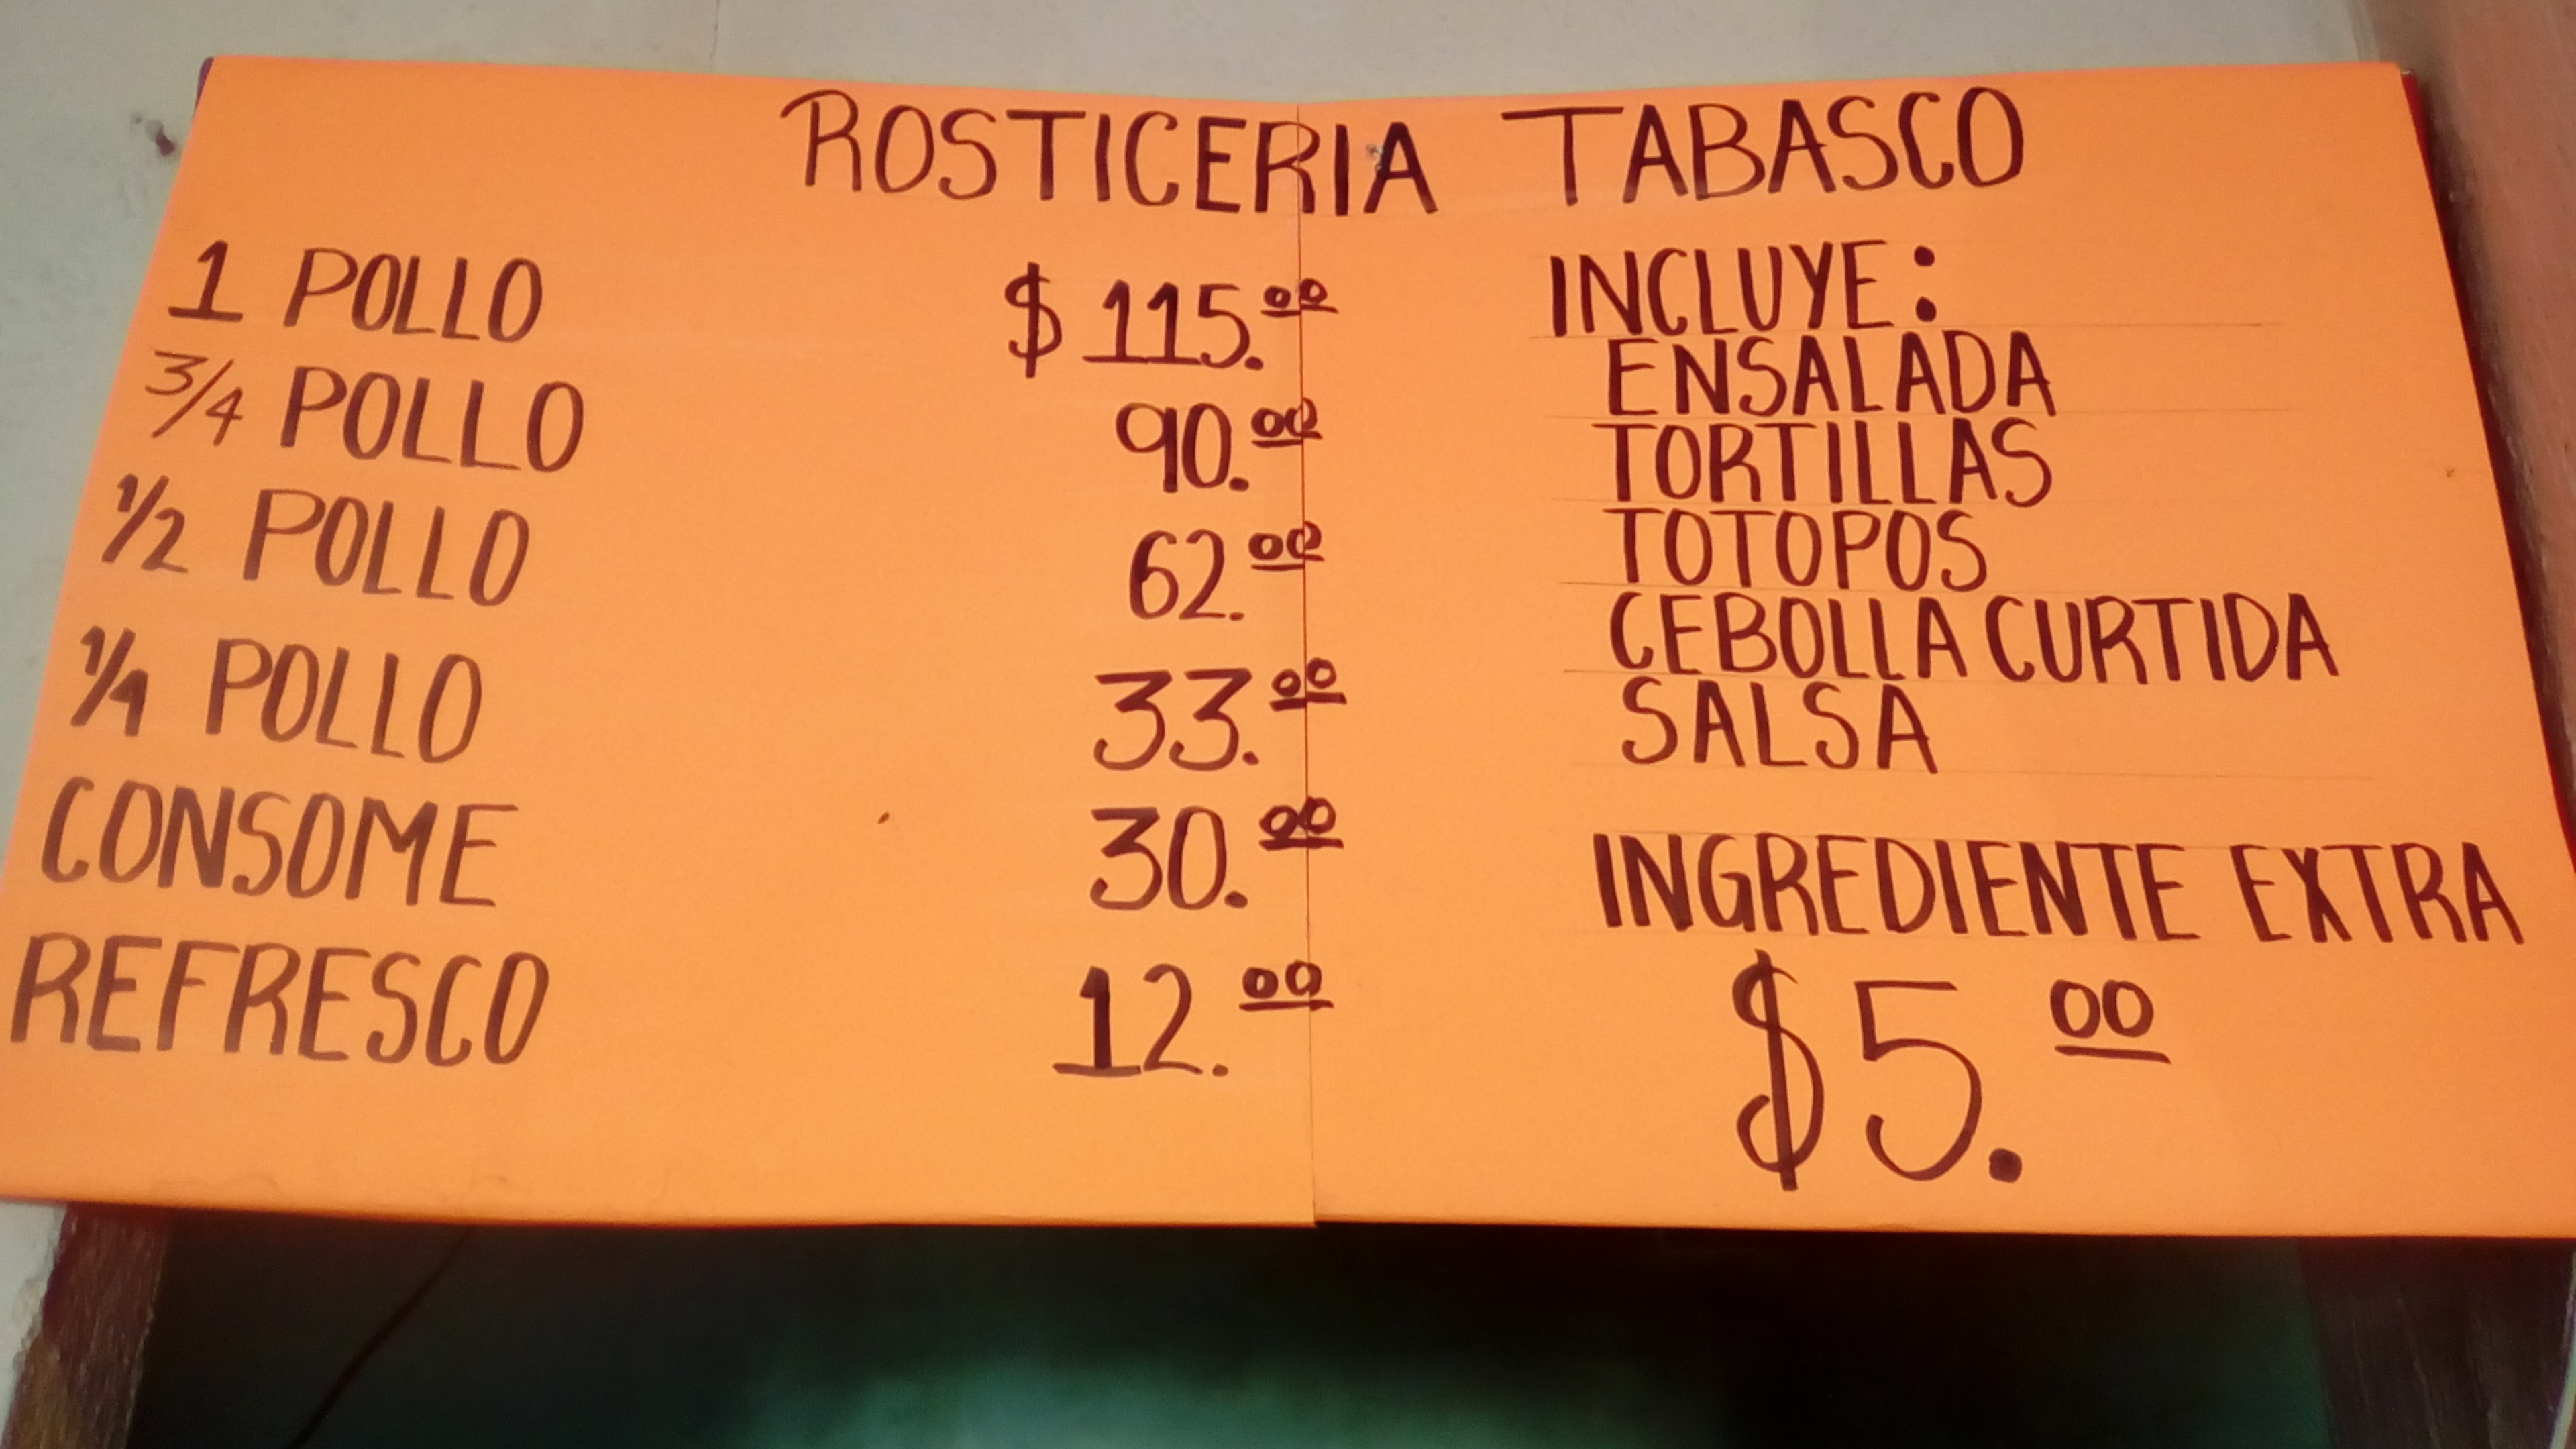 ROSTICERIA TABASCO
1 POLLO $ 115.00
3/4 POLLO 90.00
1/2 POLLO 62.00
1/4 POLLO 33.00
CONSOME 30.00
REFRESCO 12.00
INCLUYE:
ENSALADA
TORTILLAS
TOTOPOS
CEBOLLA CURTIDA
SALSA
INGREDIENTE EXTRA
$5.00